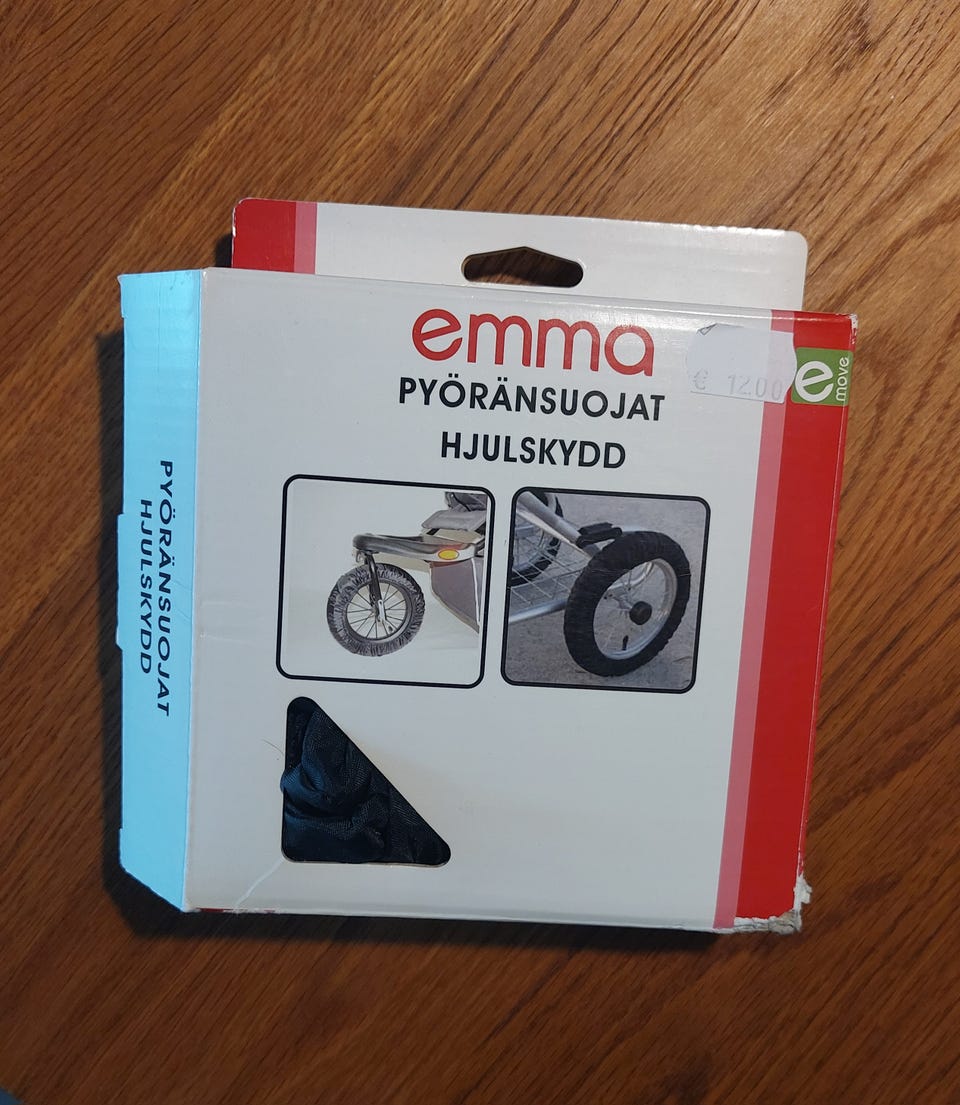 emma
€ 12.00
e move
PYÖRÄNSUOJAT
HJULSKYDD
PYÖRÄNSUOJAT
HJULSKYDD